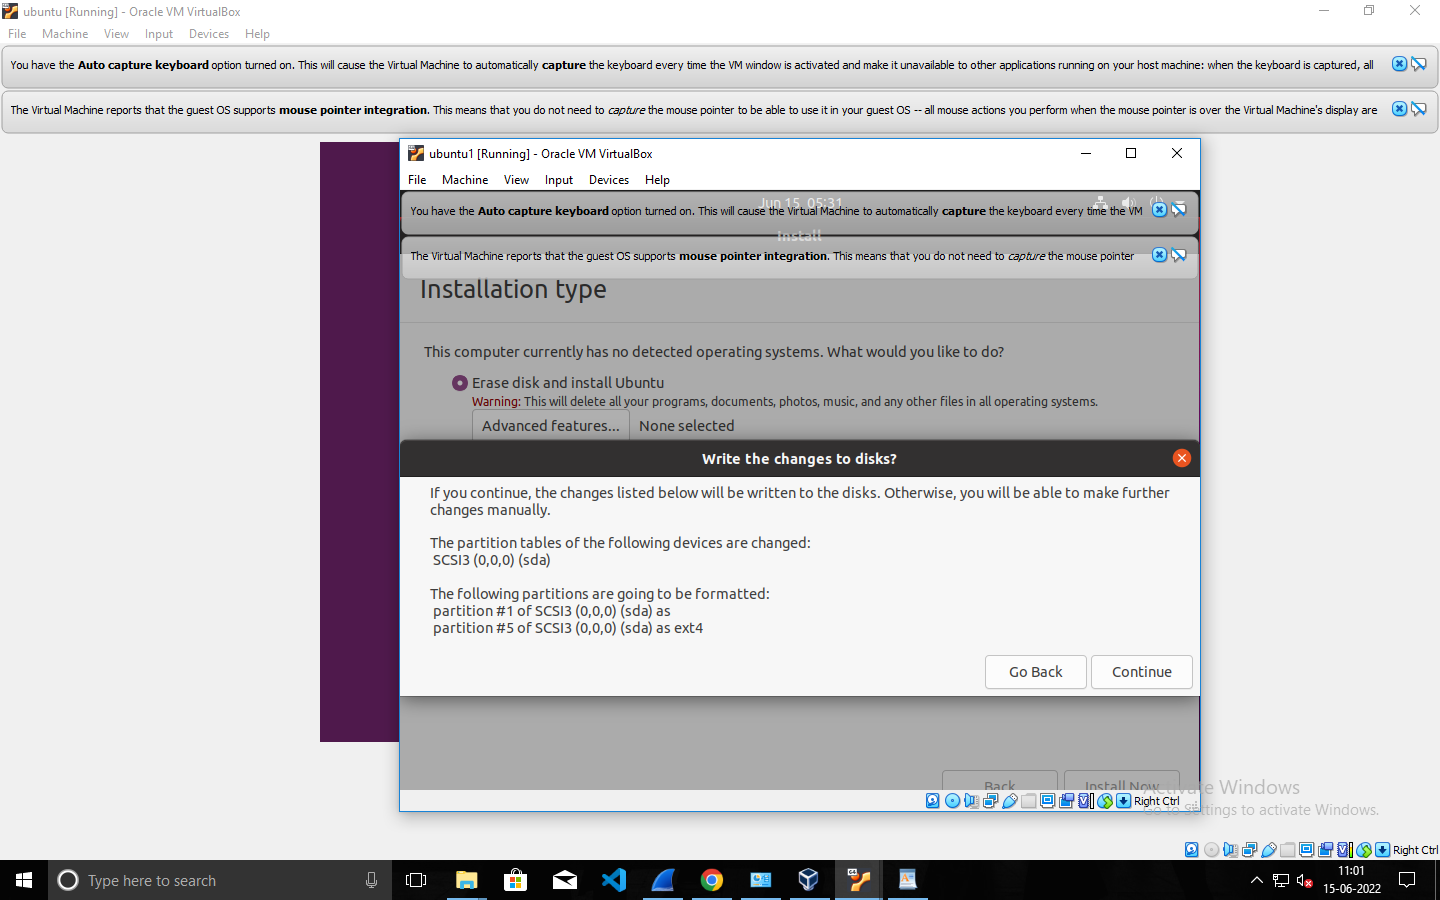 ubuntu [Running] - Oracle VM VirtualBox
File Machine View Input Devices Help
You have the Auto capture keyboard option turned on. This will cause the Virtual Machine to automatically capture the keyboard every time the VM window is activated and make it unavailable to other applications running on your host machine: when the keyboard is captured, all
The Virtual Machine reports that the guest OS supports mouse pointer integration. This means that you do not need to capture the mouse pointer to be able to use it in your guest OS -- all mouse actions you perform when the mouse pointer is over the Virtual Machine's display are
ubuntu1 [Running] - Oracle VM VirtualBox
File Machine View Input Devices Help
Jun 15 05:31
You have the Auto capture keyboard option turned on. This will cause the Virtual Machine to automatically capture the keyboard every time the VM
Install
The Virtual Machine reports that the guest OS supports mouse pointer integration. This means that you do not need to capture the mouse pointer
Installation type
This computer currently has no detected operating systems. What would you like to do?
Erase disk and install Ubuntu
Warning: This will delete all your programs, documents, photos, music, and any other files in all operating systems.
Advanced features... None selected
Write the changes to disks?
If you continue, the changes listed below will be written to the disks. Otherwise, you will be able to make further
changes manually.
The partition tables of the following devices are changed:
SCSI3 (0,0,0) (sda)
The following partitions are going to be formatted:
partition #1 of SCSI3 (0,0,0) (sda) as
partition #5 of SCSI3 (0,0,0) (sda) as ext4
Go Back Continue
Back Install Now
Activate Windows
Right Ctrl
Go to Settings to activate Windows.
Right Ctrl
Type here to search
11:01
15-06-2022